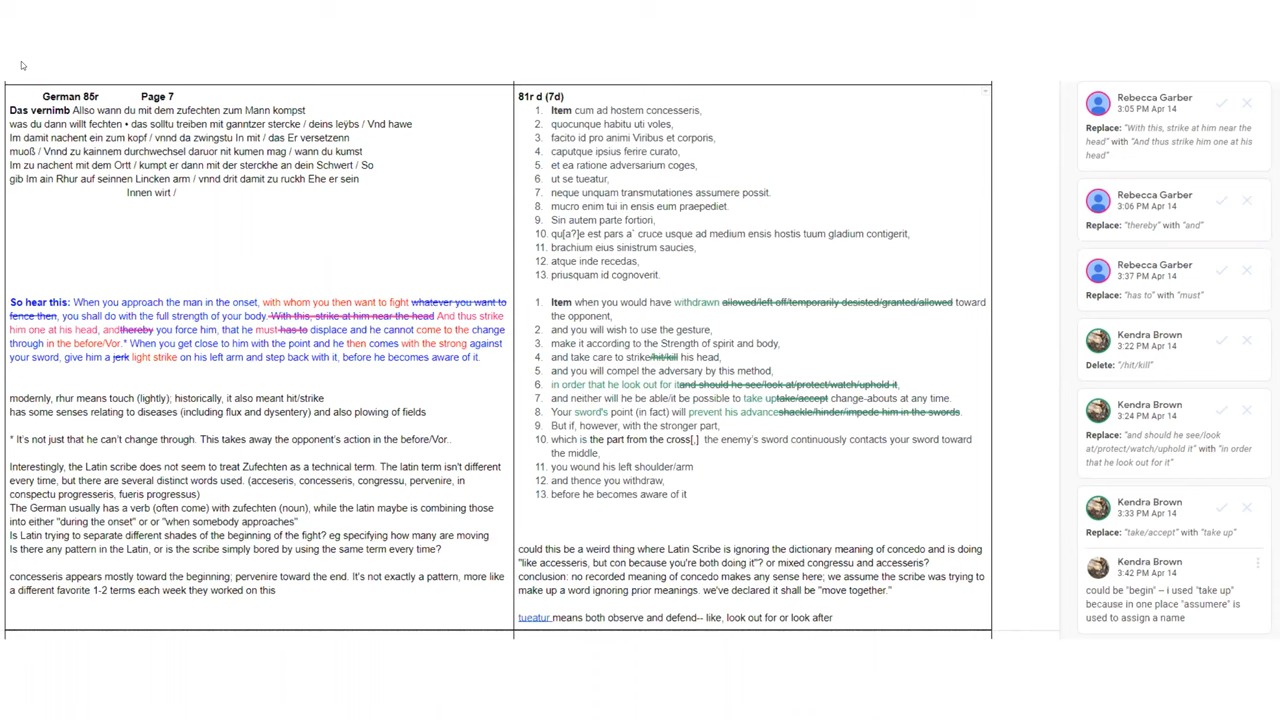 German 85r Page 7
Das vernimb Allso wann du mit dem zufechten zum Mann kompst
was du dann willt fechten • das solltu treiben mit ganntzer stercke / deins leÿbs / Vnd hawe
Im damit nachent ein zum kopf / vnnd da zwingstu In mit / das Er versetzenn
muoß / Vnnd zu kainnem durchwechsel daruor nit kumen mag / wann du kumst
Im zu nachent mit dem Ortt / kumpt er dann mit der sterckhe an dein Schwert / So
gib Im ain Rhur auf seinnen Lincken arm / vnnd drit damit zu ruckh Ehe er sein
Innen wirt /
So hear this: When you approach the man in the onset, with whom you then want to fight whatever you want to
fence then, you shall do with the full strength of your body. With this, strike at him near the head And thus strike
him one at his head, andthereby you force him, that he must has to displace and he cannot come to the change
through in the before/Vor.* When you get close to him with the point and he then comes with the strong against
your sword, give him a jerk light strike on his left arm and step back with it, before he becomes aware of it.
modernly, rhur means touch (lightly); historically, it also meant hit/strike
has some senses relating to diseases (including flux and dysentery) and also plowing of fields
* It's not just that he can't change through. This takes away the opponent's action in the before/Vor..
Interestingly, the Latin scribe does not seem to treat Zufechten as a technical term. The latin term isn't different
every time, but there are several distinct words used. (acceseris, concesseris, congressu, pervenire, in
conspectu progresseris, fueris progressus)
The German usually has a verb (often come) with zufechten (noun), while the latin maybe is combining those
into either "during the onset" or or "when somebody approaches"
Is Latin trying to separate different shades of the beginning of the fight? eg specifying how many are moving
Is there any pattern in the Latin, or is the scribe simply bored by using the same term every time?
concesseris appears mostly toward the beginning; pervenire toward the end. It's not exactly a pattern, more like
a different favorite 1-2 terms each week they worked on this
81r d (7d)
1. Item cum ad hostem concesseris,
2. quocunque habitu uti voles,
3. facito id pro animi Viribus et corporis,
4. caputque ipsius ferire curato,
5. et ea ratione adversarium coges,
6. ut se tueatur,
7. neque unquam transmutationes assumere possit.
8. mucro enim tui in ensis eum praepediet.
9. Sin autem parte fortiori,
10. qu[a?]e est pars a` cruce usque ad medium ensis hostis tuum gladium contigerit,
11. brachium eius sinistrum saucies,
12. atque inde recedas,
13. priusquam id cognoverit.
1. Item when you would have withdrawn allowed/left off/temporarily desisted/granted/allowed toward
the opponent,
2. and you will wish to use the gesture,
3. make it according to the Strength of spirit and body,
4. and take care to strike/hit/kill his head,
5. and you will compel the adversary by this method,
6. in order that he look out for itand should he see/look at/protect/watch/uphold it,
7. and neither will he be able/it be possible to take uptake/accept change-abouts at any time.
8. Your sword's point (in fact) will prevent his advanceshackle/hinder/impede him in the swords.
9. But if, however, with the stronger part,
10. which is the part from the cross[,] the enemy's sword continuously contacts your sword toward
the middle,
11. you wound his left shoulder/arm
12. and thence you withdraw,
13. before he becomes aware of it
could this be a weird thing where Latin Scribe is ignoring the dictionary meaning of concedo and is doing
"like accesseris, but con because you're both doing it"? or mixed congressu and accesseris?
conclusion: no recorded meaning of concedo makes any sense here; we assume the scribe was trying to
make up a word ignoring prior meanings. we've declared it shall be "move together."
tueatur means both observe and defend-- like, look out for or look after
Rebecca Garber
3:05 PM Apr 14
Replace: "With this, strike at him near the
head" with "And thus strike him one at his
head"
Rebecca Garber
3:06 PM Apr 14
Replace: "thereby" with "and"
Rebecca Garber
3:37 PM Apr 14
Replace: "has to" with "must"
Kendra Brown
3:22 PM Apr 14
Delete: "/hit/kill"
Kendra Brown
3:24 PM Apr 14
Replace: "and should he see/look
at/protect/watch/uphold it" with "in order
that he look out for it"
Kendra Brown
3:33 PM Apr 14
Replace: "take/accept" with "take up"
Kendra Brown
3:42 PM Apr 14
could be "begin" – i used "take up"
because in one place "assumere" is
used to assign a name